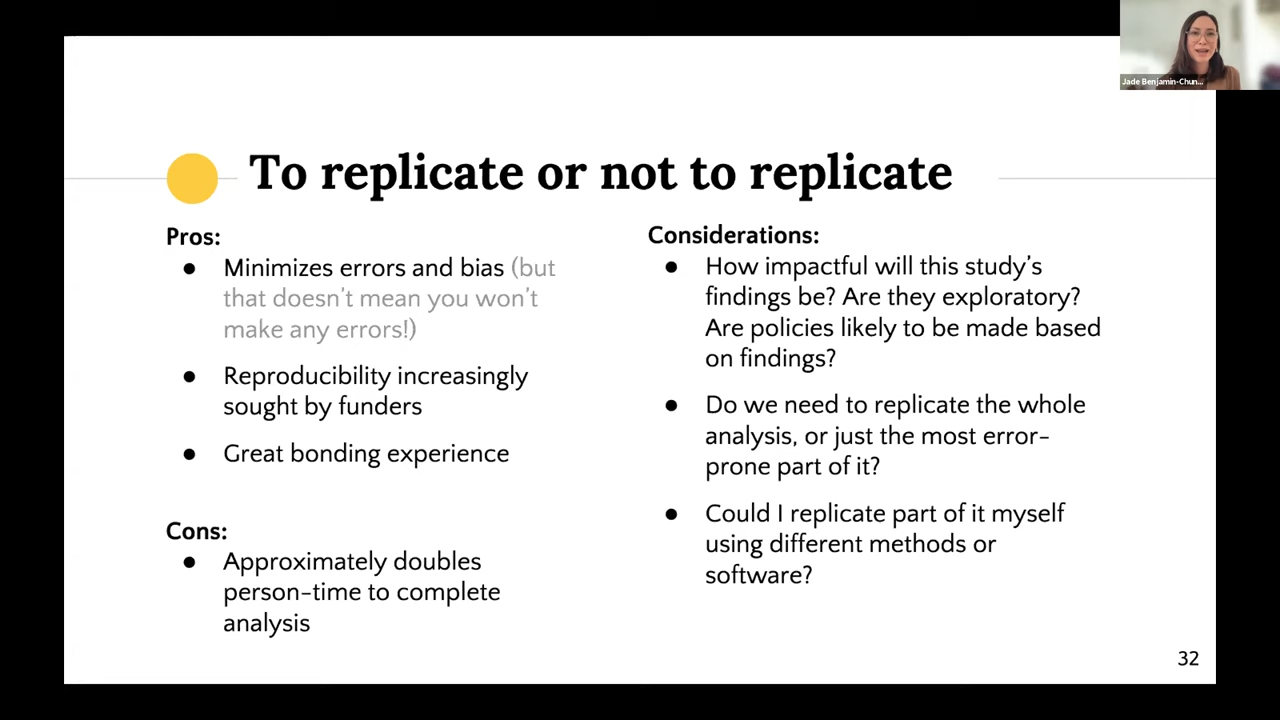 Jade Benjamin-Chun...
To replicate or not to replicate
Pros:
● Minimizes errors and bias (but
that doesn't mean you won't
make any errors!)
● Reproducibility increasingly
sought by funders
● Great bonding experience
Cons:
● Approximately doubles
person-time to complete
analysis
Considerations:
● How impactful will this study's
findings be? Are they exploratory?
Are policies likely to be made based
on findings?
● Do we need to replicate the whole
analysis, or just the most error-
prone part of it?
● Could I replicate part of it myself
using different methods or
software?
32